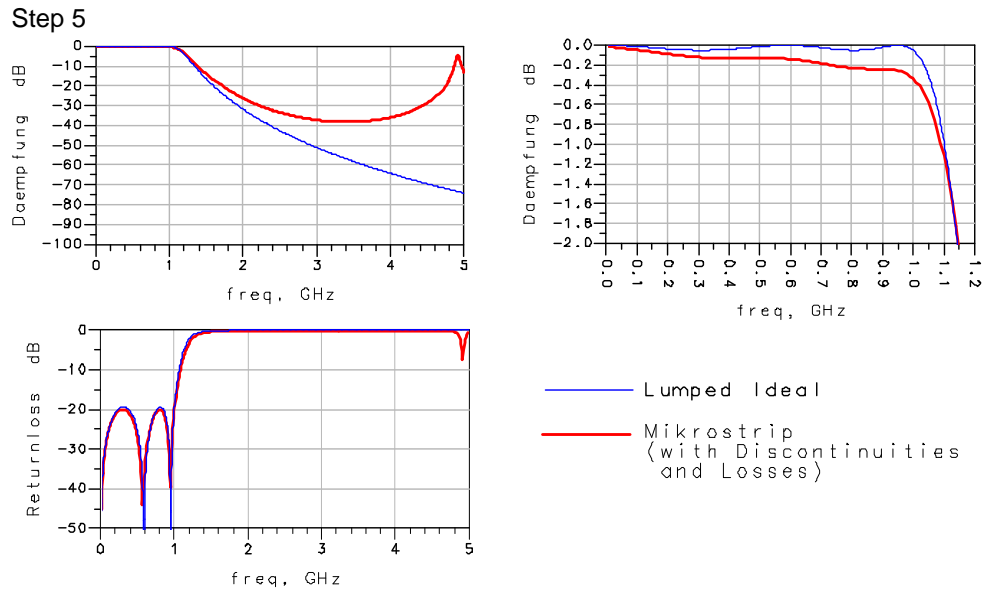 Step 5
Daempfung dB
0
-10
-20
-30
-40
-50
-60
-70
-80
-90
-100
0 1 2 3 4 5
freq, GHz
Daempfung dB
0.0
-0.2
-0.4
-0.6
-0.8
-1.0
-1.2
-1.4
-1.6
-1.8
-2.0
0.0 0.1 0.2 0.3 0.4 0.5 0.6 0.7 0.8 0.9 1.0 1.1 1.2
freq, GHz
Returnloss dB
0
-10
-20
-30
-40
-50
0 1 2 3 4 5
freq, GHz
Lumped Ideal
Mikrostrip
(with Discontinuities
and Losses)